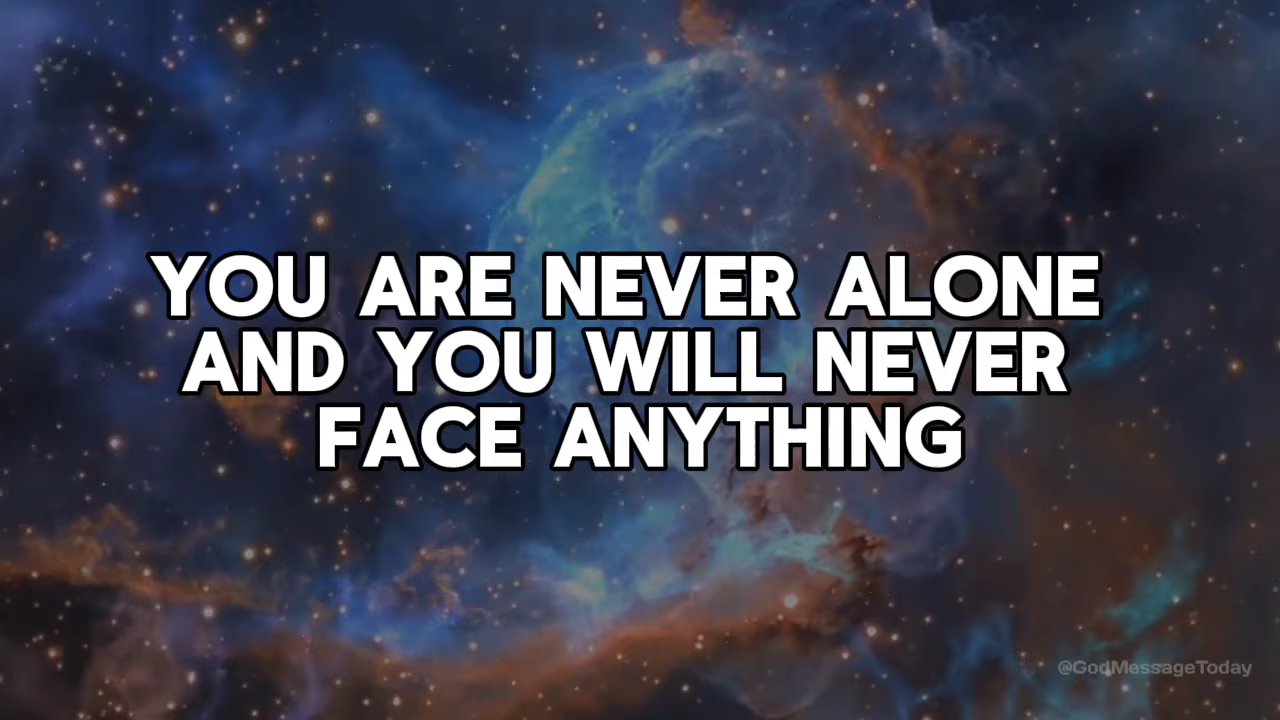 YOU ARE NEVER ALONE
AND YOU WILL NEVER
FACE ANYTHING
@GodMessageToday